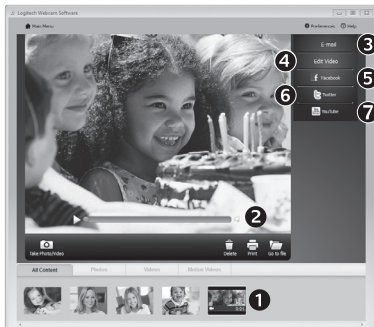 Logitech Webcam Software
Main Menu
Preferences
Help
E-mail
3
Edit Video
4
Facebook
5
Twitter
6
YouTube
7
2
Take Photo/Video
Delete
Print
Go to file
All Content
Photos
Videos
Motion Videos
1